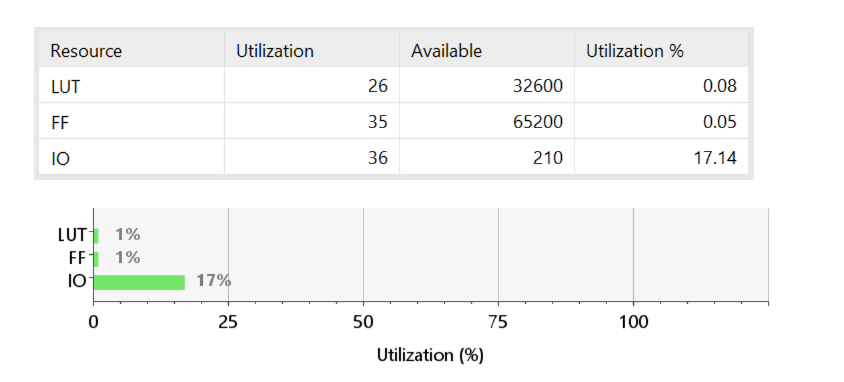 Resource Utilization Available Utilization %
LUT 26 32600 0.08
FF 35 65200 0.05
IO 36 210 17.14
LUT 1%
FF 1%
IO 17%
0 25 50 75 100
Utilization (%)